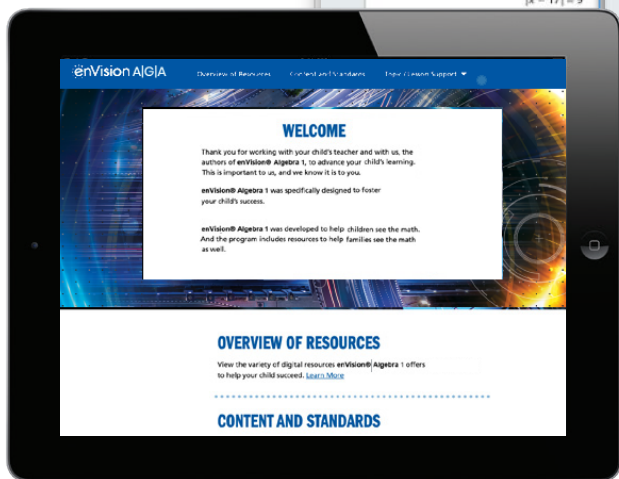 |x − 17| = 9
enVision A|G|A
Overview of Resources Content and Standards Topic / Lesson Support
WELCOME
Thank you for working with your child's teacher and with us, the
authors of enVision® Algebra 1, to advance your child's learning.
This is important to us, and we know it is to you.
enVision® Algebra 1 was specifically designed to foster
your child's success.
enVision® Algebra 1 was developed to help children see the math.
And the program includes resources to help families see the math
as well.
OVERVIEW OF RESOURCES
View the variety of digital resources enVision® Algebra 1 offers
to help your child succeed. Learn More
CONTENT AND STANDARDS